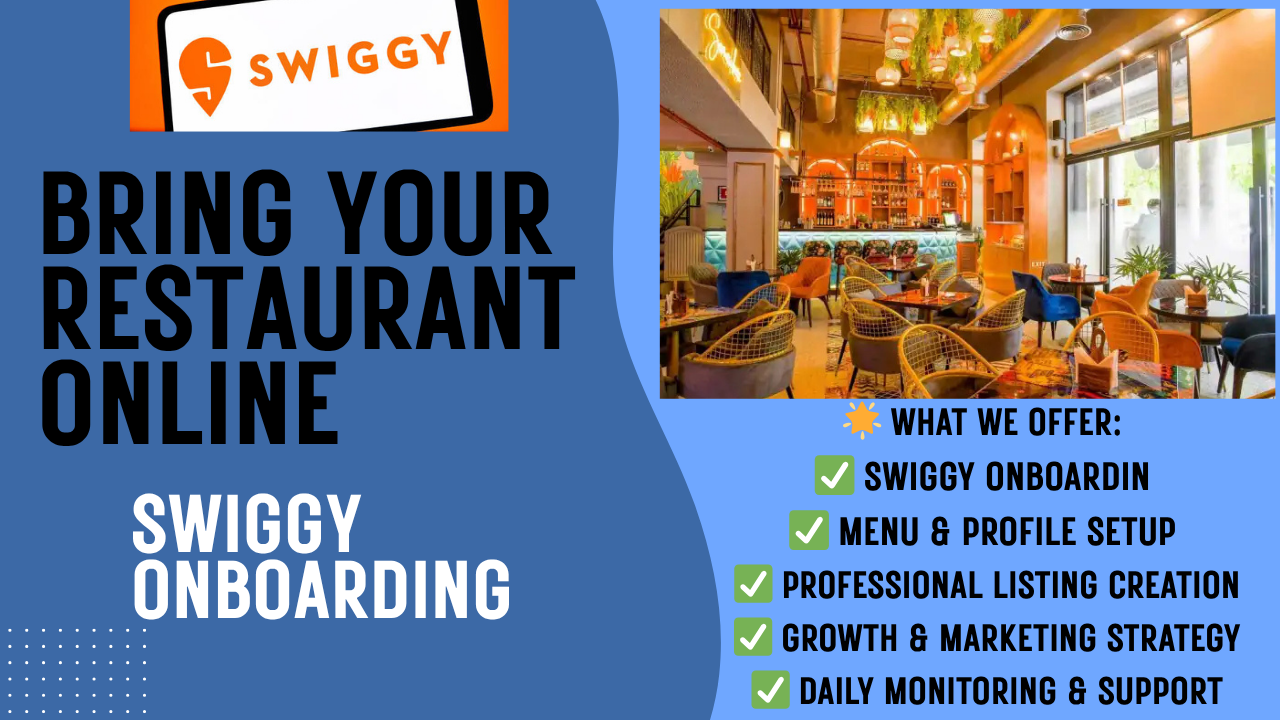 SWIGGY
BRING YOUR
RESTAURANT
ONLINE
SWIGGY
ONBOARDING
🌟 WHAT WE OFFER:
✅ SWIGGY ONBOARDIN
✅ MENU & PROFILE SETUP
✅ PROFESSIONAL LISTING CREATION
✅ GROWTH & MARKETING STRATEGY
✅ DAILY MONITORING & SUPPORT